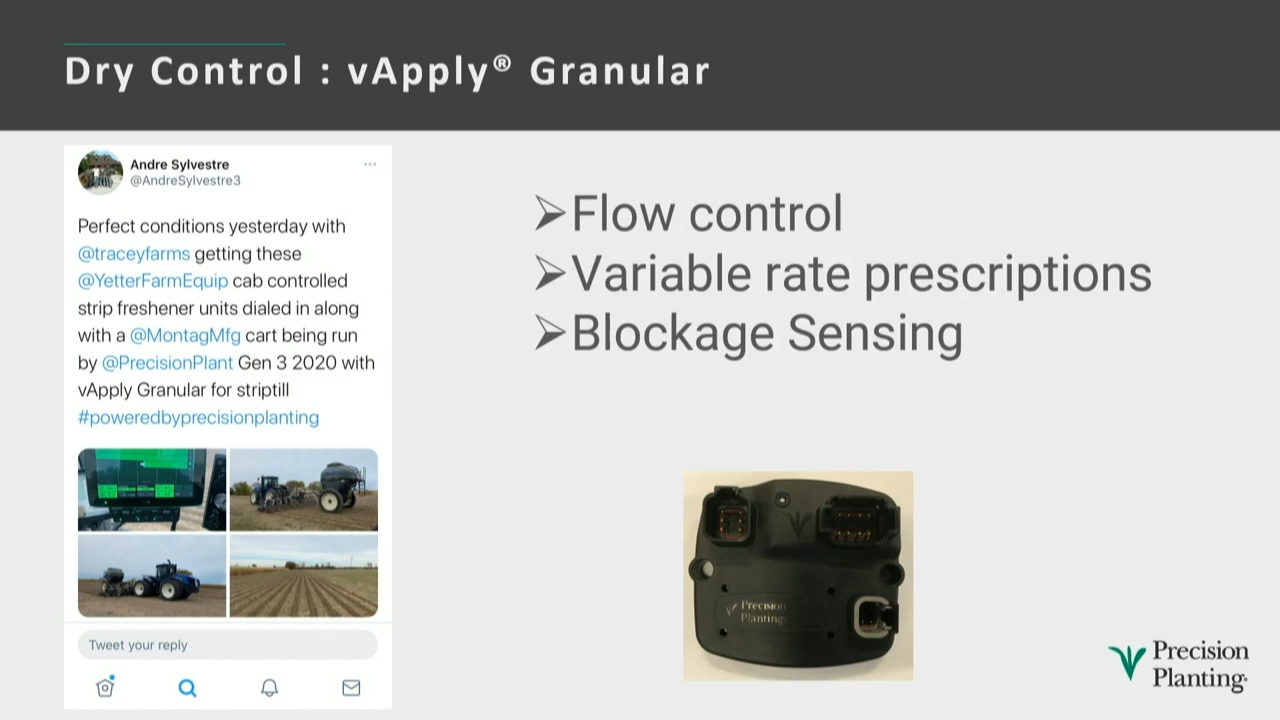 Dry Control : vApply® Granular
Andre Sylvestre
@AndreSylvestre3
Perfect conditions yesterday with
@traceyfarms getting these
@YetterFarmEquip cab controlled
strip freshener units dialed in along
with a @MontagMfg cart being run
by @PrecisionPlant Gen 3 2020 with
vApply Granular for striptill
#poweredbyprecisionplanting
Tweet your reply
➢Flow control
➢Variable rate prescriptions
➢Blockage Sensing
Precision
Planting
Precision
Planting